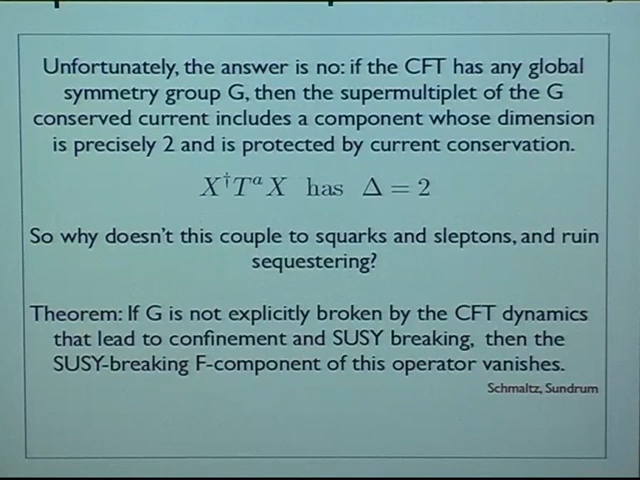 Unfortunately, the answer is no: if the CFT has any global
symmetry group G, then the supermultiplet of the G
conserved current includes a component whose dimension
is precisely 2 and is protected by current conservation.
X†TᵃX has Δ = 2
So why doesn't this couple to squarks and sleptons, and ruin
sequestering?
Theorem: If G is not explicitly broken by the CFT dynamics
that lead to confinement and SUSY breaking, then the
SUSY-breaking F-component of this operator vanishes.
Schmaltz, Sundrum